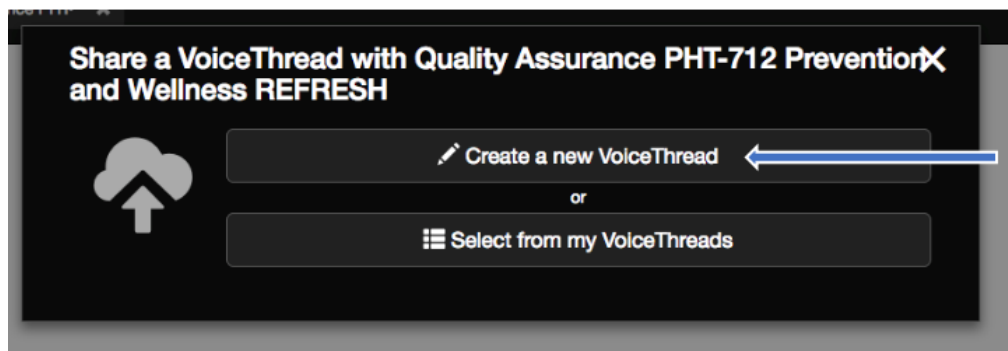 Share a VoiceThread with Quality Assurance PHT-712 Prevention
and Wellness REFRESH
Create a new VoiceThread
or
Select from my VoiceThreads